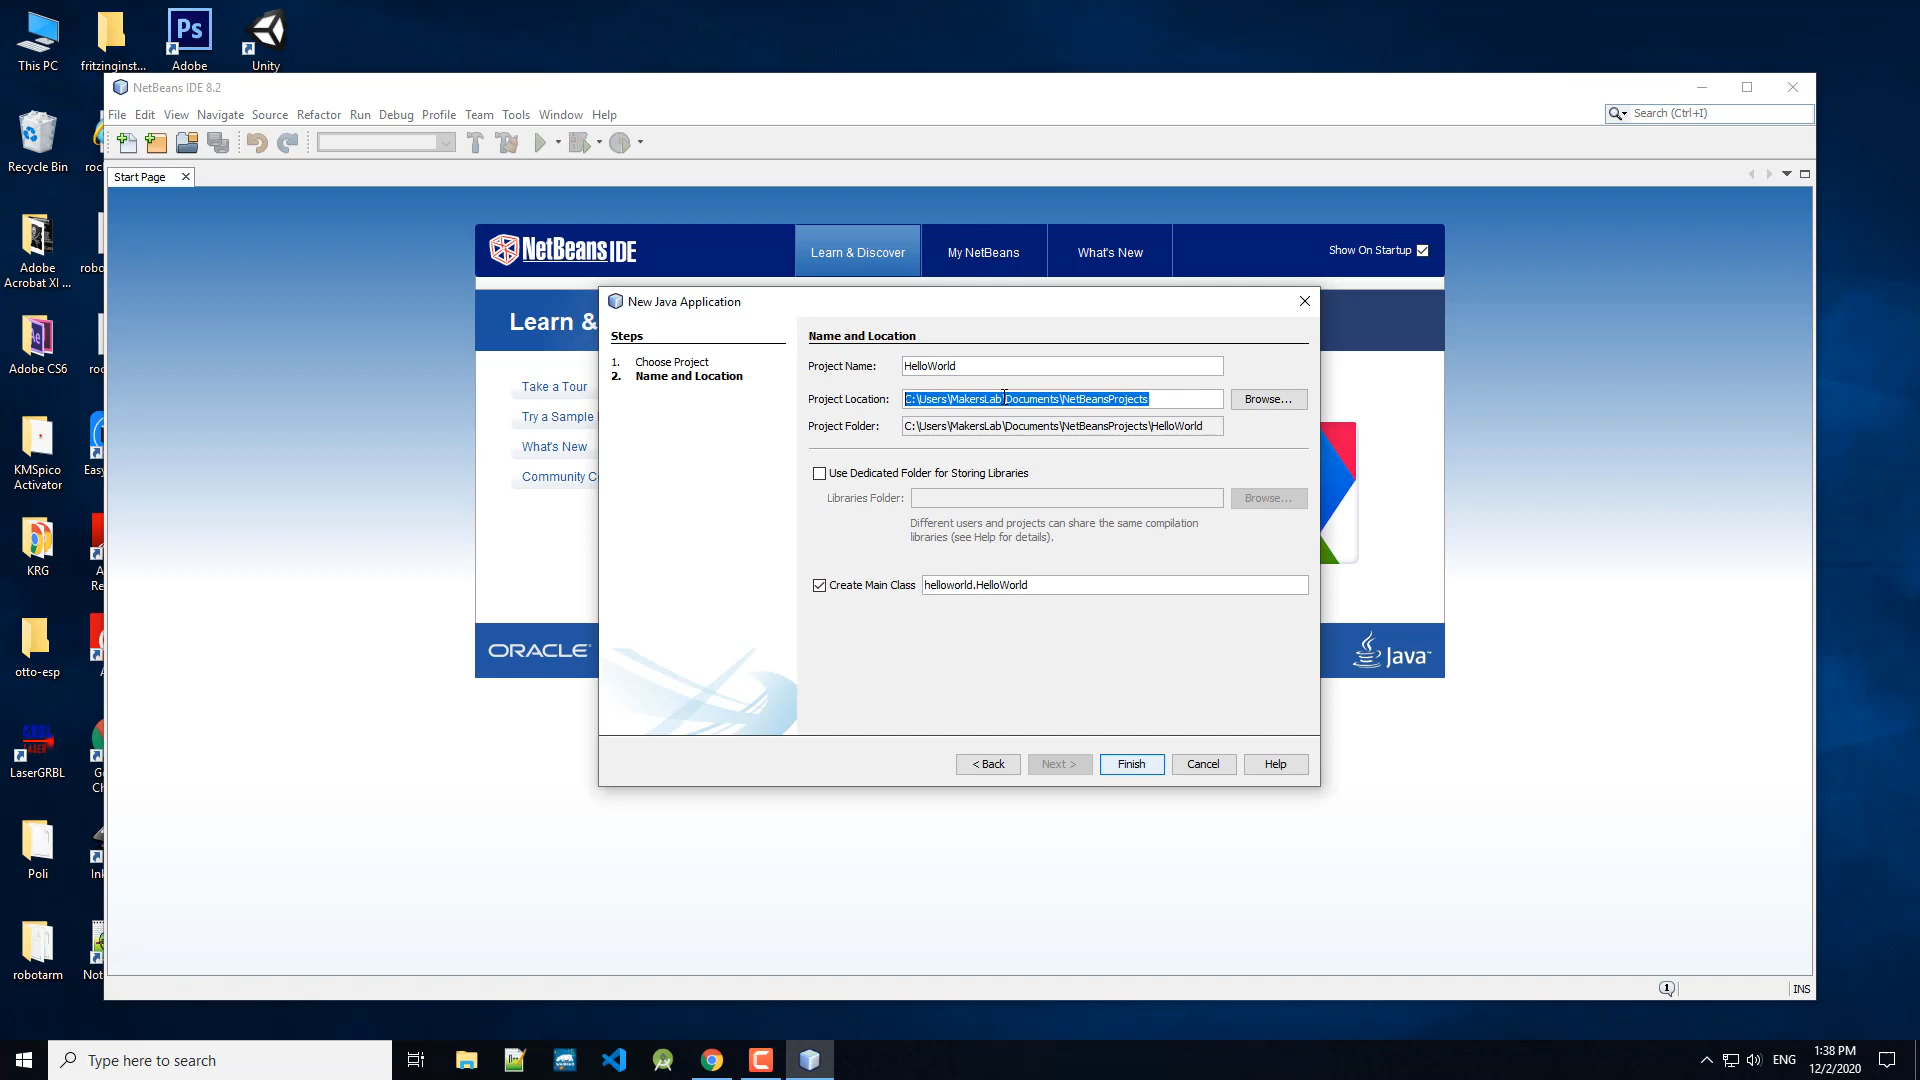 This PC
fritzinginst...
Adobe
Unity
Recycle Bin
Adobe
Acrobat XI ...
Adobe CS6
KMSpico
Activator
KRG
otto-esp
LaserGRBL
Poli
robotarm
NetBeans IDE 8.2
File Edit View Navigate Source Refactor Run Debug Profile Team Tools Window Help
Search (Ctrl+I)
Start Page
NetBeans IDE
Learn & Discover
My NetBeans
What's New
Show On Startup
Learn &
Take a Tour
Try a Sample
What's New
Community
ORACLE
Java
New Java Application
Steps
1. Choose Project
2. Name and Location
Name and Location
Project Name: HelloWorld
Project Location: C:\Users\MakersLab\Documents\NetBeansProjects Browse...
Project Folder: C:\Users\MakersLab\Documents\NetBeansProjects\HelloWorld
Use Dedicated Folder for Storing Libraries
Libraries Folder: Browse...
Different users and projects can share the same compilation
libraries (see Help for details).
Create Main Class helloworld.HelloWorld
< Back Next > Finish Cancel Help
1
INS
Type here to search
ENG
1:38 PM
12/2/2020